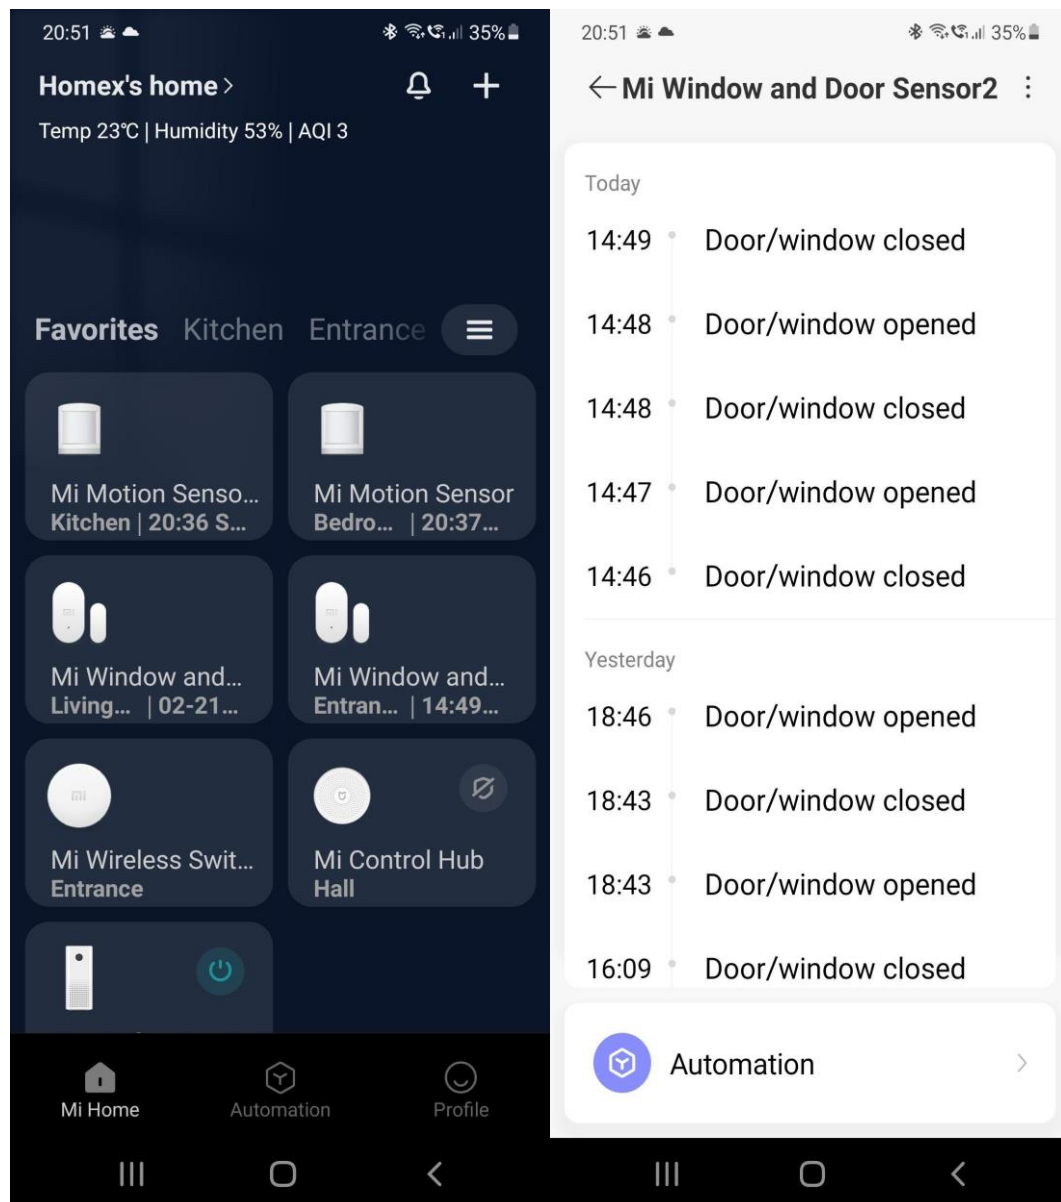 20:51
35%
Homex's home >
Temp 23°C | Humidity 53% | AQI 3
Favorites Kitchen Entrance
Mi Motion Senso...
Kitchen | 20:36 S...
Mi Motion Sensor
Bedro... | 20:37...
Mi Window and...
Living... | 02-21...
Mi Window and...
Entran... | 14:49...
Mi Wireless Swit...
Entrance
Mi Control Hub
Hall
Mi Home
Automation
Profile
20:51
35%
Mi Window and Door Sensor2
Today
14:49 Door/window closed
14:48 Door/window opened
14:48 Door/window closed
14:47 Door/window opened
14:46 Door/window closed
Yesterday
18:46 Door/window opened
18:43 Door/window closed
18:43 Door/window opened
16:09 Door/window closed
Automation